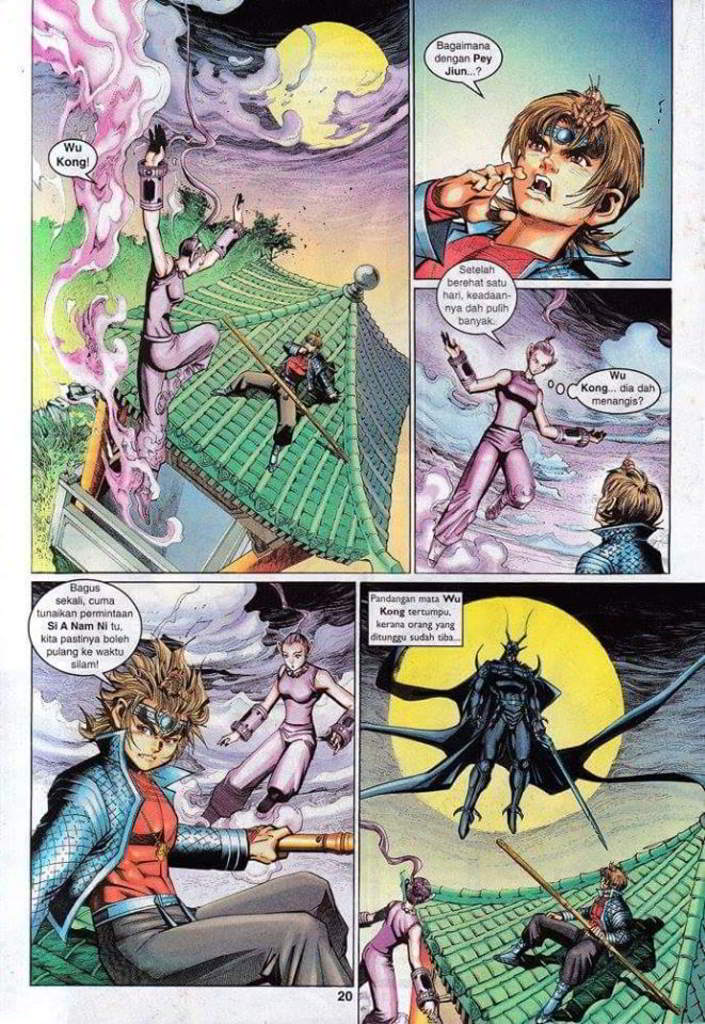 Wu
Kong!
Bagaimana
dengan Pey
Jiun...?
Setelah
berehat satu
hari, keadaan-
nya dah pulih
banyak.
Wu
Kong... dia dah
menangis?
Bagus
sekali, cuma
tunaikan permintaan
Si A Nam Ni tu,
kita pastinya boleh
pulang ke waktu
silam!
Pandangan mata Wu
Kong tertumpu,
kerana orang yang
ditunggu sudah tiba...
20